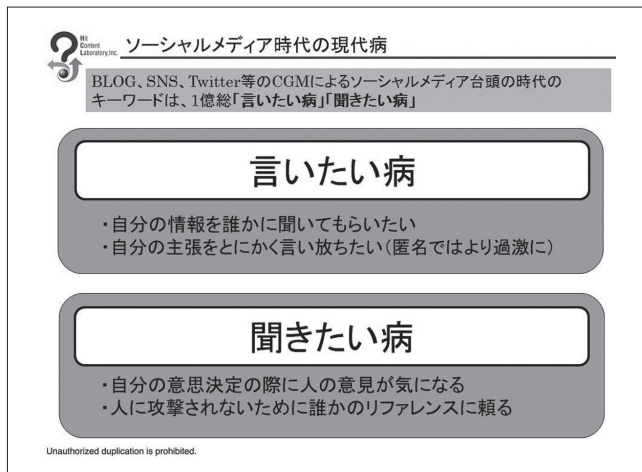 Hit
Content
Laboratory,Inc.
ソーシャルメディア時代の現代病
BLOG、SNS、Twitter等のCGMによるソーシャルメディア台頭の時代の
キーワードは、1億総「言いたい病」「聞きたい病」
言いたい病
・自分の情報を誰かに聞いてもらいたい
・自分の主張をとにかく言い放ちたい（匿名ではより過激に）
聞きたい病
・自分の意思決定の際に人の意見が気になる
・人に攻撃されないために誰かのリファレンスに頼る
Unauthorized duplication is prohibited.